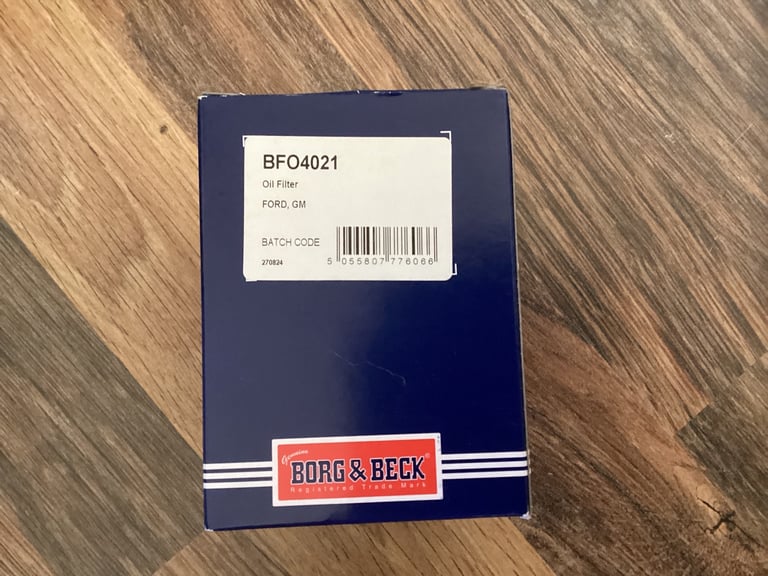 BFO4021
Oil Filter
FORD, GM
BATCH CODE
270824
5 055807 776066
Genuine
BORG & BECK®
Registered Trade Mark